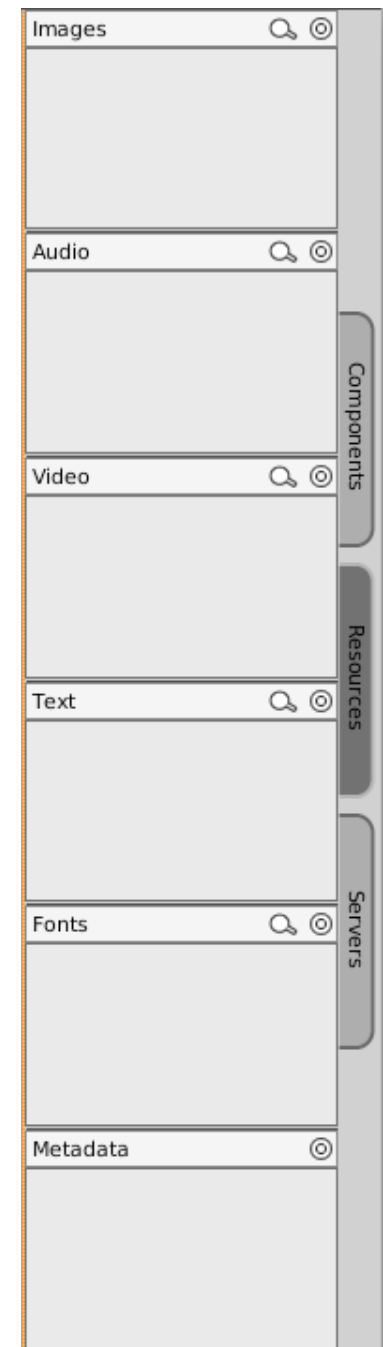 Images
Audio
Video
Text
Fonts
Metadata
Components
Resources
Servers